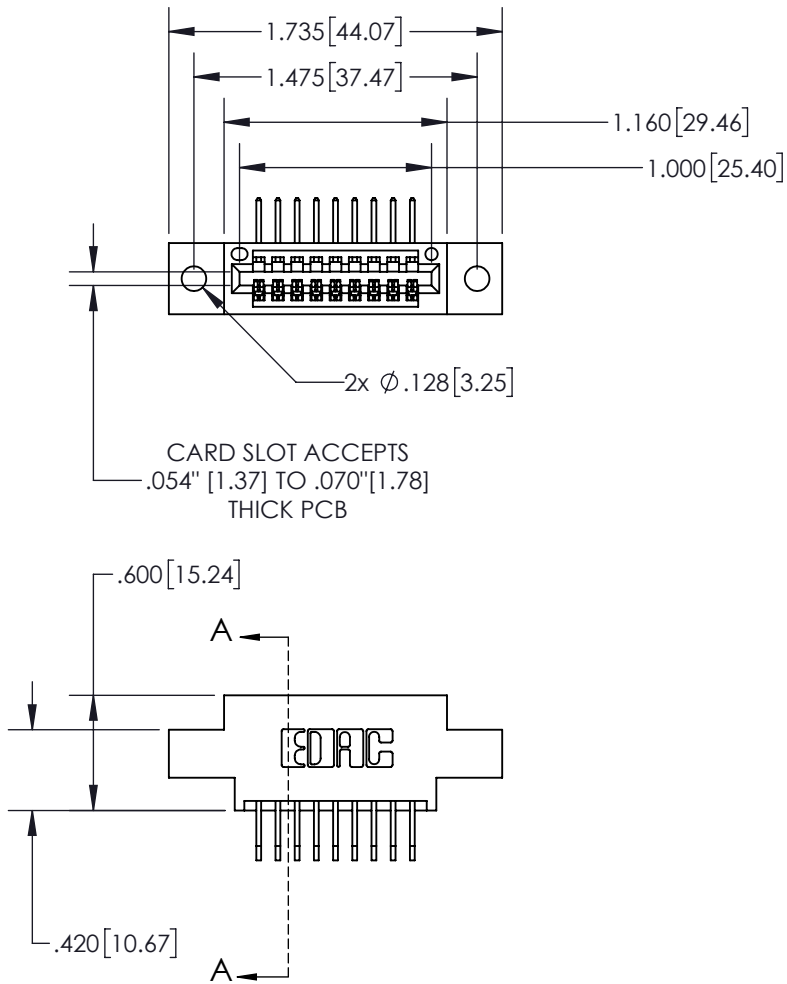 1.735[44.07]
1.475[37.47]
1.160[29.46]
1.000[25.40]
2x ∅.128[3.25]
CARD SLOT ACCEPTS
.054" [1.37] TO .070"[1.78]
THICK PCB
.600[15.24]
A
EDAC
.420[10.67]
A